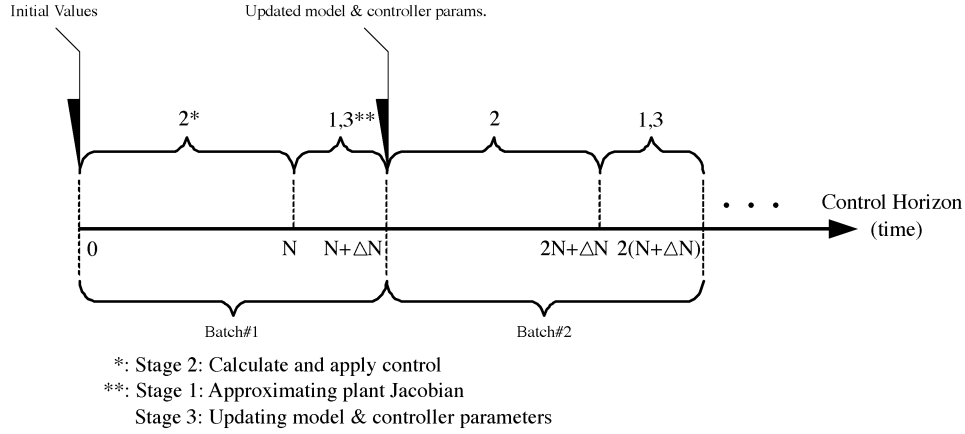 Initial Values
Updated model & controller params.
2*
1,3**
2
1,3
Control Horizon
(time)
0
N
N+△N
2N+△N
2(N+△N)
Batch#1
Batch#2
*: Stage 2: Calculate and apply control
**: Stage 1: Approximating plant Jacobian
Stage 3: Updating model & controller parameters